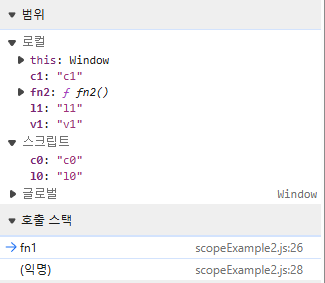 범위
로컬
this: Window
c1: "c1"
fn2: ƒ fn2()
l1: "l1"
v1: "v1"
스크립트
c0: "c0"
l0: "l0"
글로벌 Window
호출 스택
fn1 scopeExample2.js:26
(익명) scopeExample2.js:28